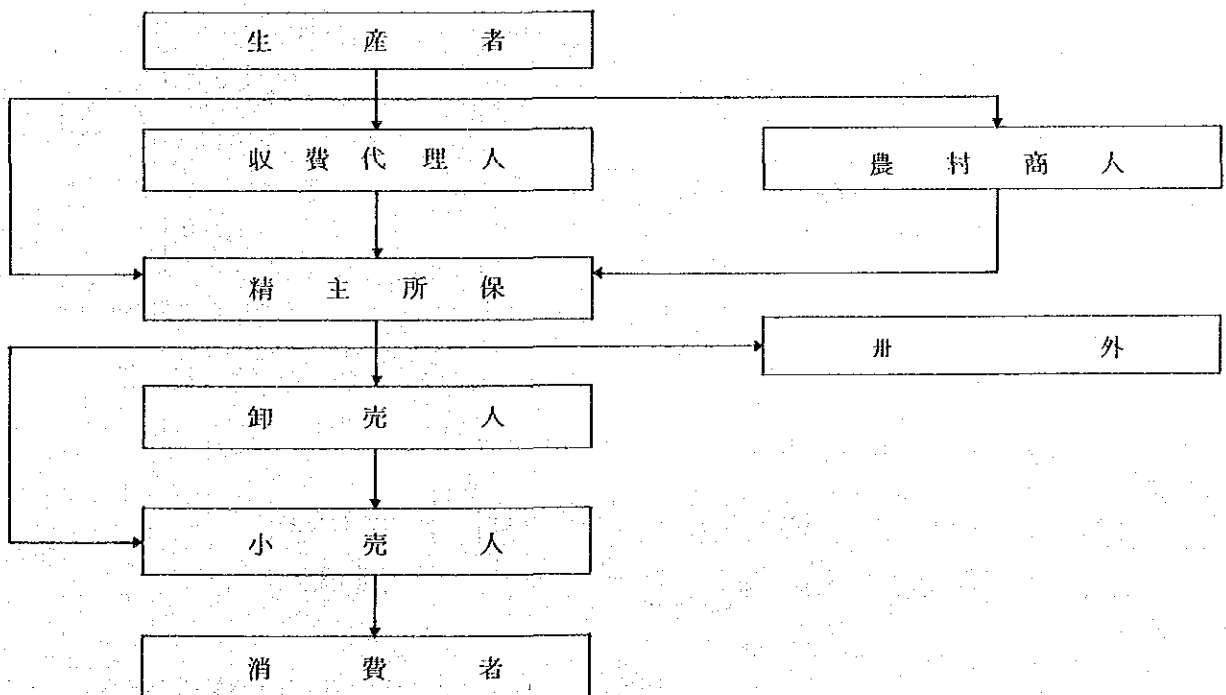 生産者
収費代理人
農村商人
精主所保
卅外
卸売人
小売人
消費者